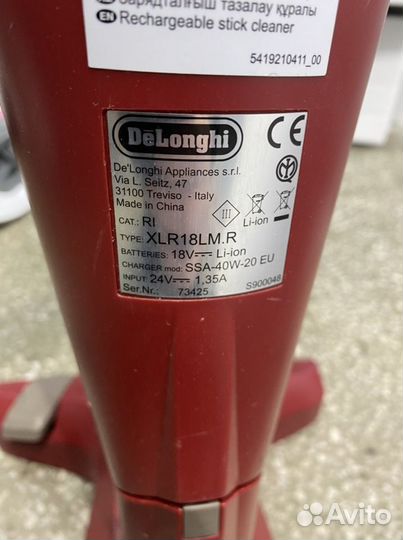 зарядталғыш тазалау құралы
EN Rechargeable stick cleaner
5419210411_00
DeLonghi
CE
De'Longhi Appliances s.r.l.
Via L. Seitz, 47
31100 Treviso - Italy
Made in China
III
Li-ion
CAT.: RI
TYPE: XLR18LM.R
BATTERIES: 18V Li-ion
CHARGER mod: SSA-40W-20 EU
INPUT: 24V 1,35A
Ser.Nr.: 73425
S900048
Avito